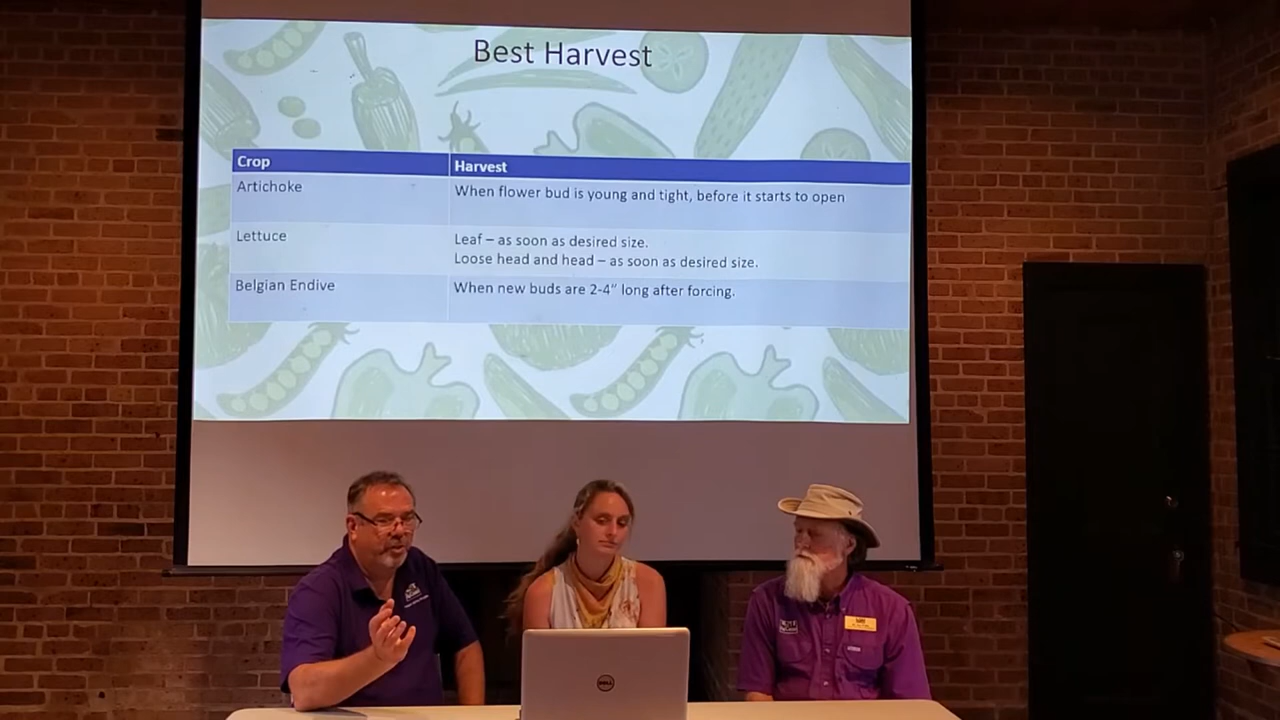 Best Harvest
Crop
Harvest
Artichoke
When flower bud is young and tight, before it starts to open
Lettuce
Leaf – as soon as desired size.
Loose head and head – as soon as desired size.
Belgian Endive
When new buds are 2-4” long after forcing.
DELL